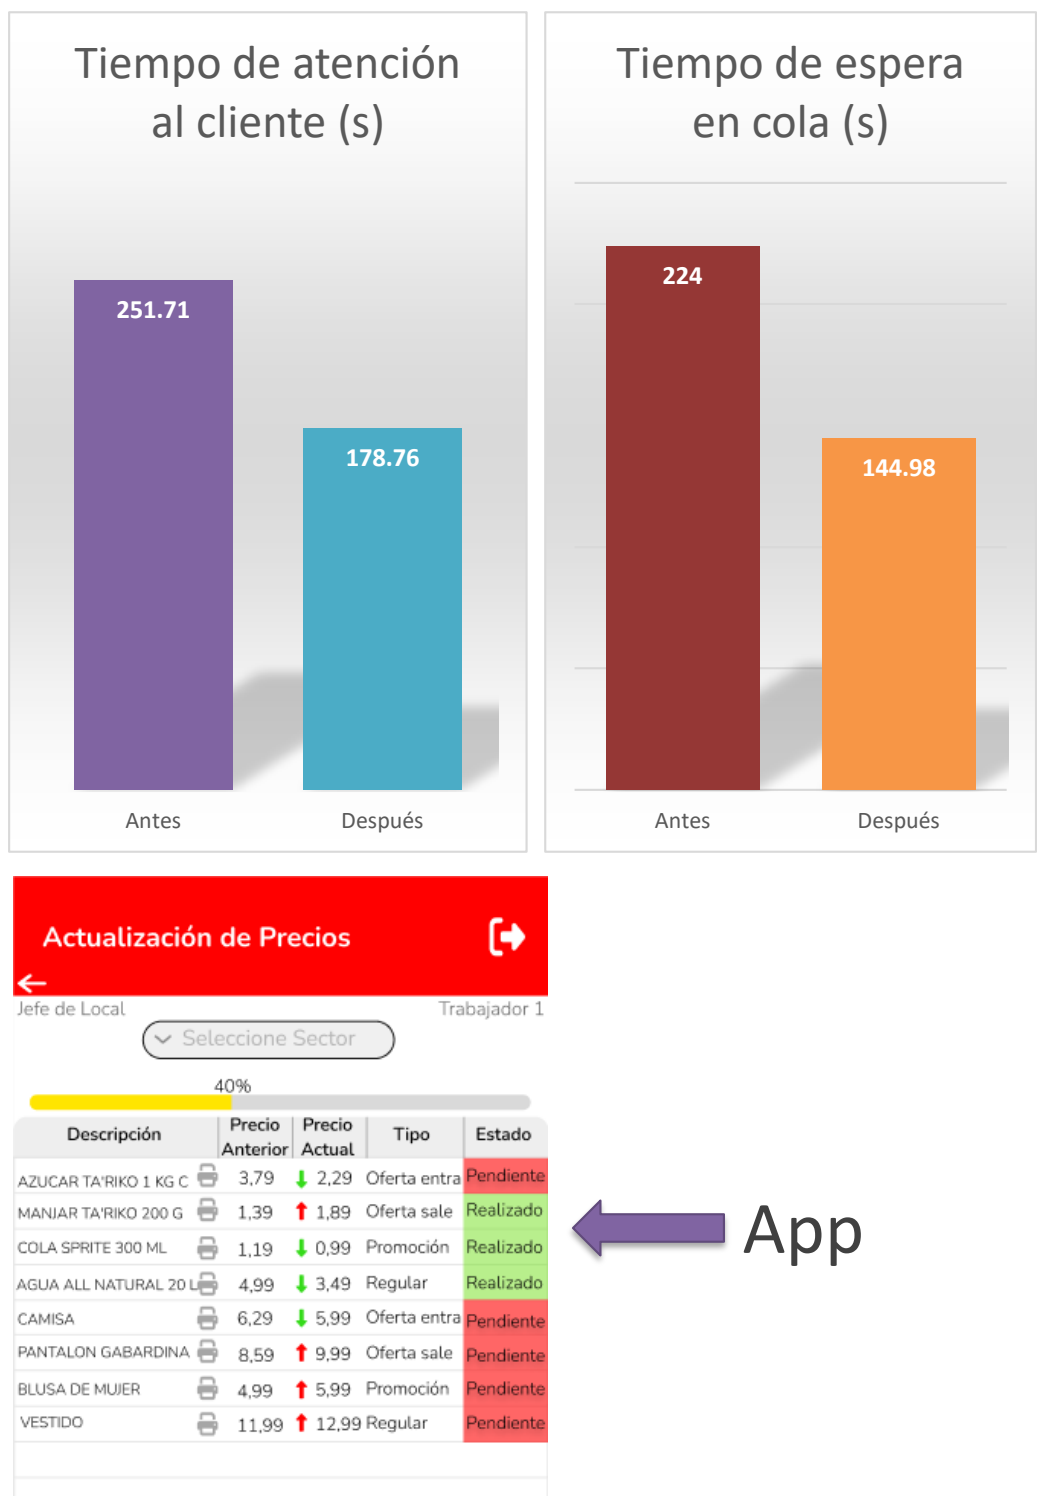 Tiempo de atención
al cliente (s)
251.71
178.76
Antes
Después
Tiempo de espera
en cola (s)
224
144.98
Antes
Después
Actualización de Precios
Jefe de Local
Trabajador 1
Seleccione Sector
40%
Descripción Precio Anterior Precio Actual Tipo Estado
AZUCAR TA'RIKO 1 KG C 3,79 2,29 Oferta entra Pendiente
MANJAR TA'RIKO 200 G 1,39 1,89 Oferta sale Realizado
COLA SPRITE 300 ML 1,19 0,99 Promoción Realizado
AGUA ALL NATURAL 20 L 4,99 3,49 Regular Realizado
CAMISA 6,29 5,99 Oferta entra Pendiente
PANTALON GABARDINA 8,59 9,99 Oferta sale Pendiente
BLUSA DE MUJER 4,99 5,99 Promoción Pendiente
VESTIDO 11,99 12,99 Regular Pendiente
App